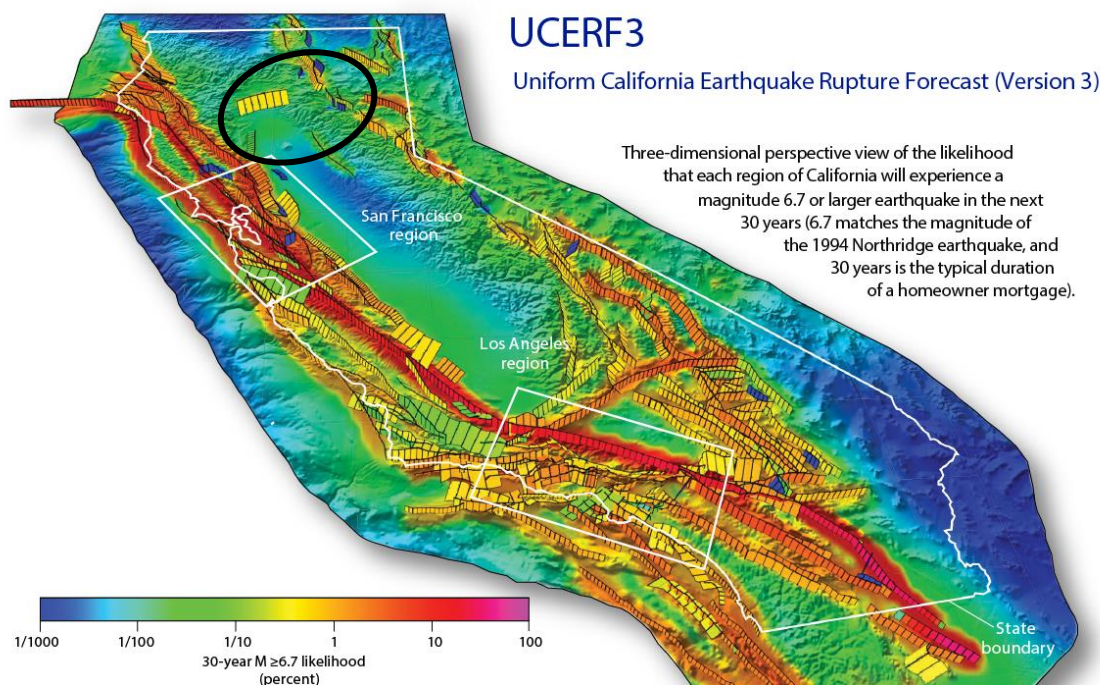 UCERF3
Uniform California Earthquake Rupture Forecast (Version 3)
Three-dimensional perspective view of the likelihood
that each region of California will experience a
magnitude 6.7 or larger earthquake in the next
30 years (6.7 matches the magnitude of
the 1994 Northridge earthquake, and
30 years is the typical duration
of a homeowner mortgage).
San Francisco
region
Los Angeles
region
State
boundary
1/1000 1/100 1/10 1 10 100
30-year M ≥6.7 likelihood
(percent)